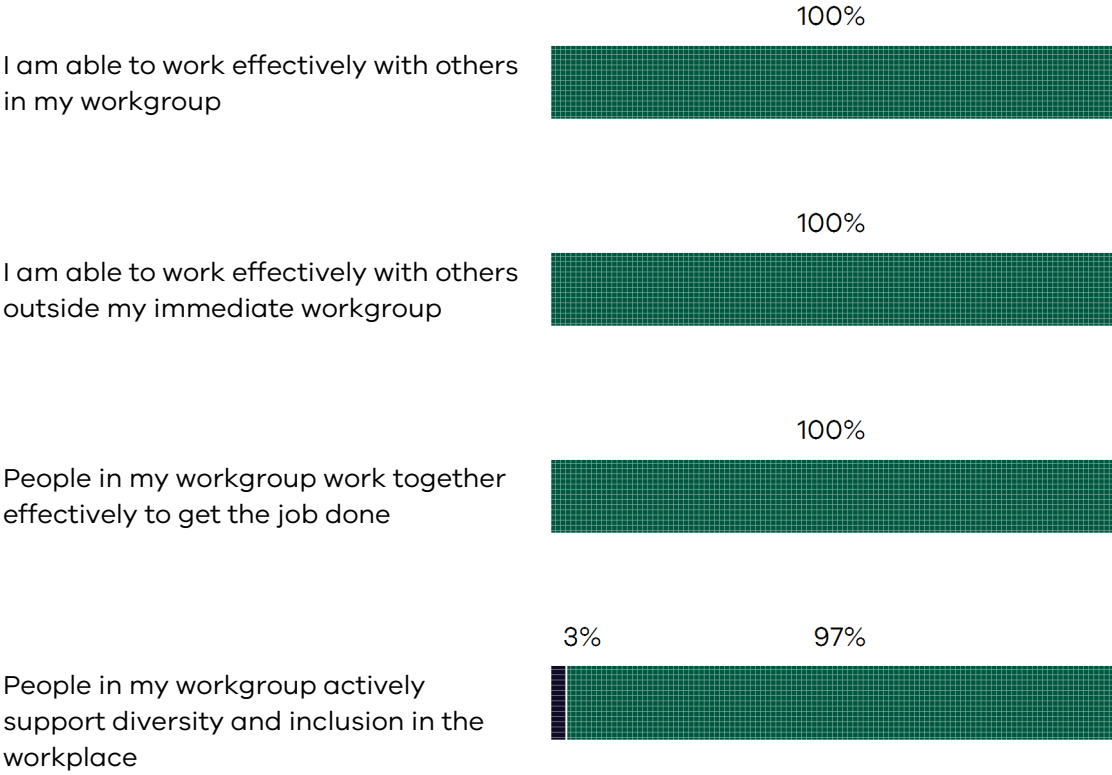 100%
I am able to work effectively with others
in my workgroup
100%
I am able to work effectively with others
outside my immediate workgroup
100%
People in my workgroup work together
effectively to get the job done
3% 97%
People in my workgroup actively
support diversity and inclusion in the
workplace